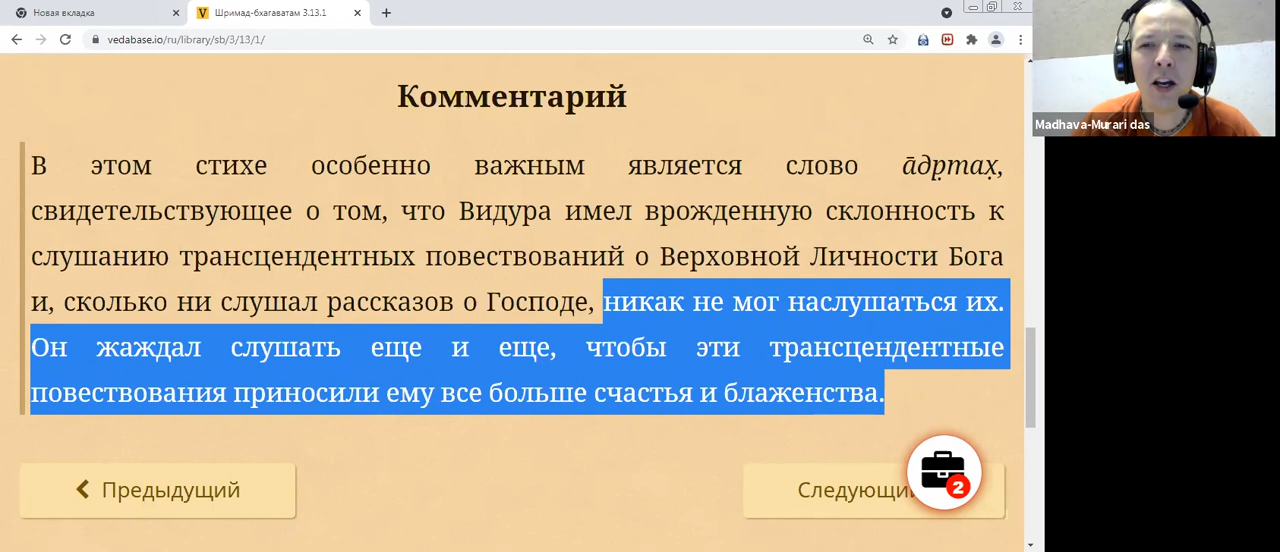 Новая вкладка
Шримад-бхагаватам 3.13.1
vedabase.io/ru/library/sb/3/13/1/
Madhava-Murari das
Комментарий
В этом стихе особенно важным является слово а̄др̣тах̣,
свидетельствующее о том, что Видура имел врожденную склонность к
слушанию трансцендентных повествований о Верховной Личности Бога
и, сколько ни слушал рассказов о Господе, никак не мог наслушаться их.
Он жаждал слушать еще и еще, чтобы эти трансцендентные
повествования приносили ему все больше счастья и блаженства.
Предыдущий
Следующи
2